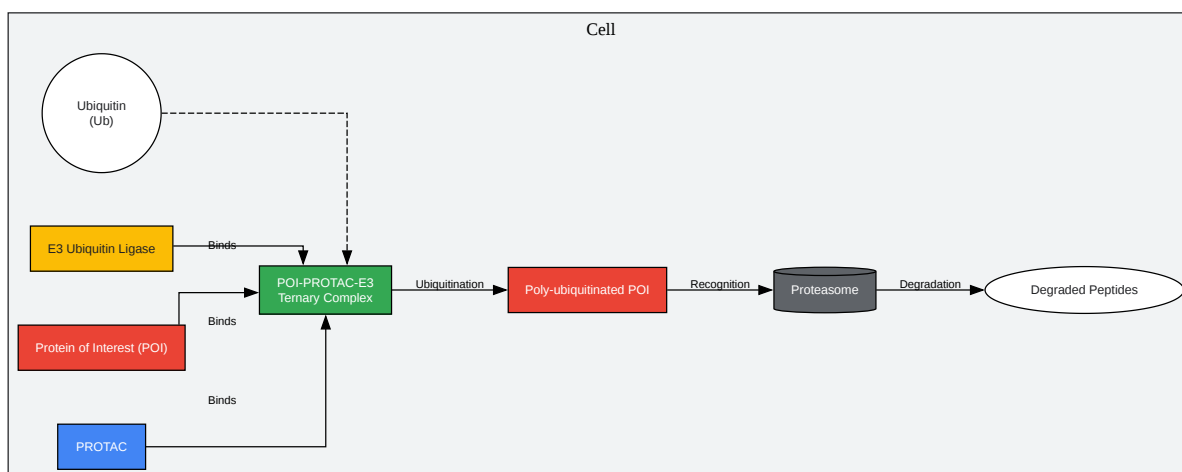 Cell
Ubiquitin
(Ub)
E3 Ubiquitin Ligase
Binds
POI-PROTAC-E3
Ternary Complex
Ubiquitination
Poly-ubiquitinated POI
Recognition
Proteasome
Degradation
Degraded Peptides
Binds
Protein of Interest (POI)
Binds
PROTAC